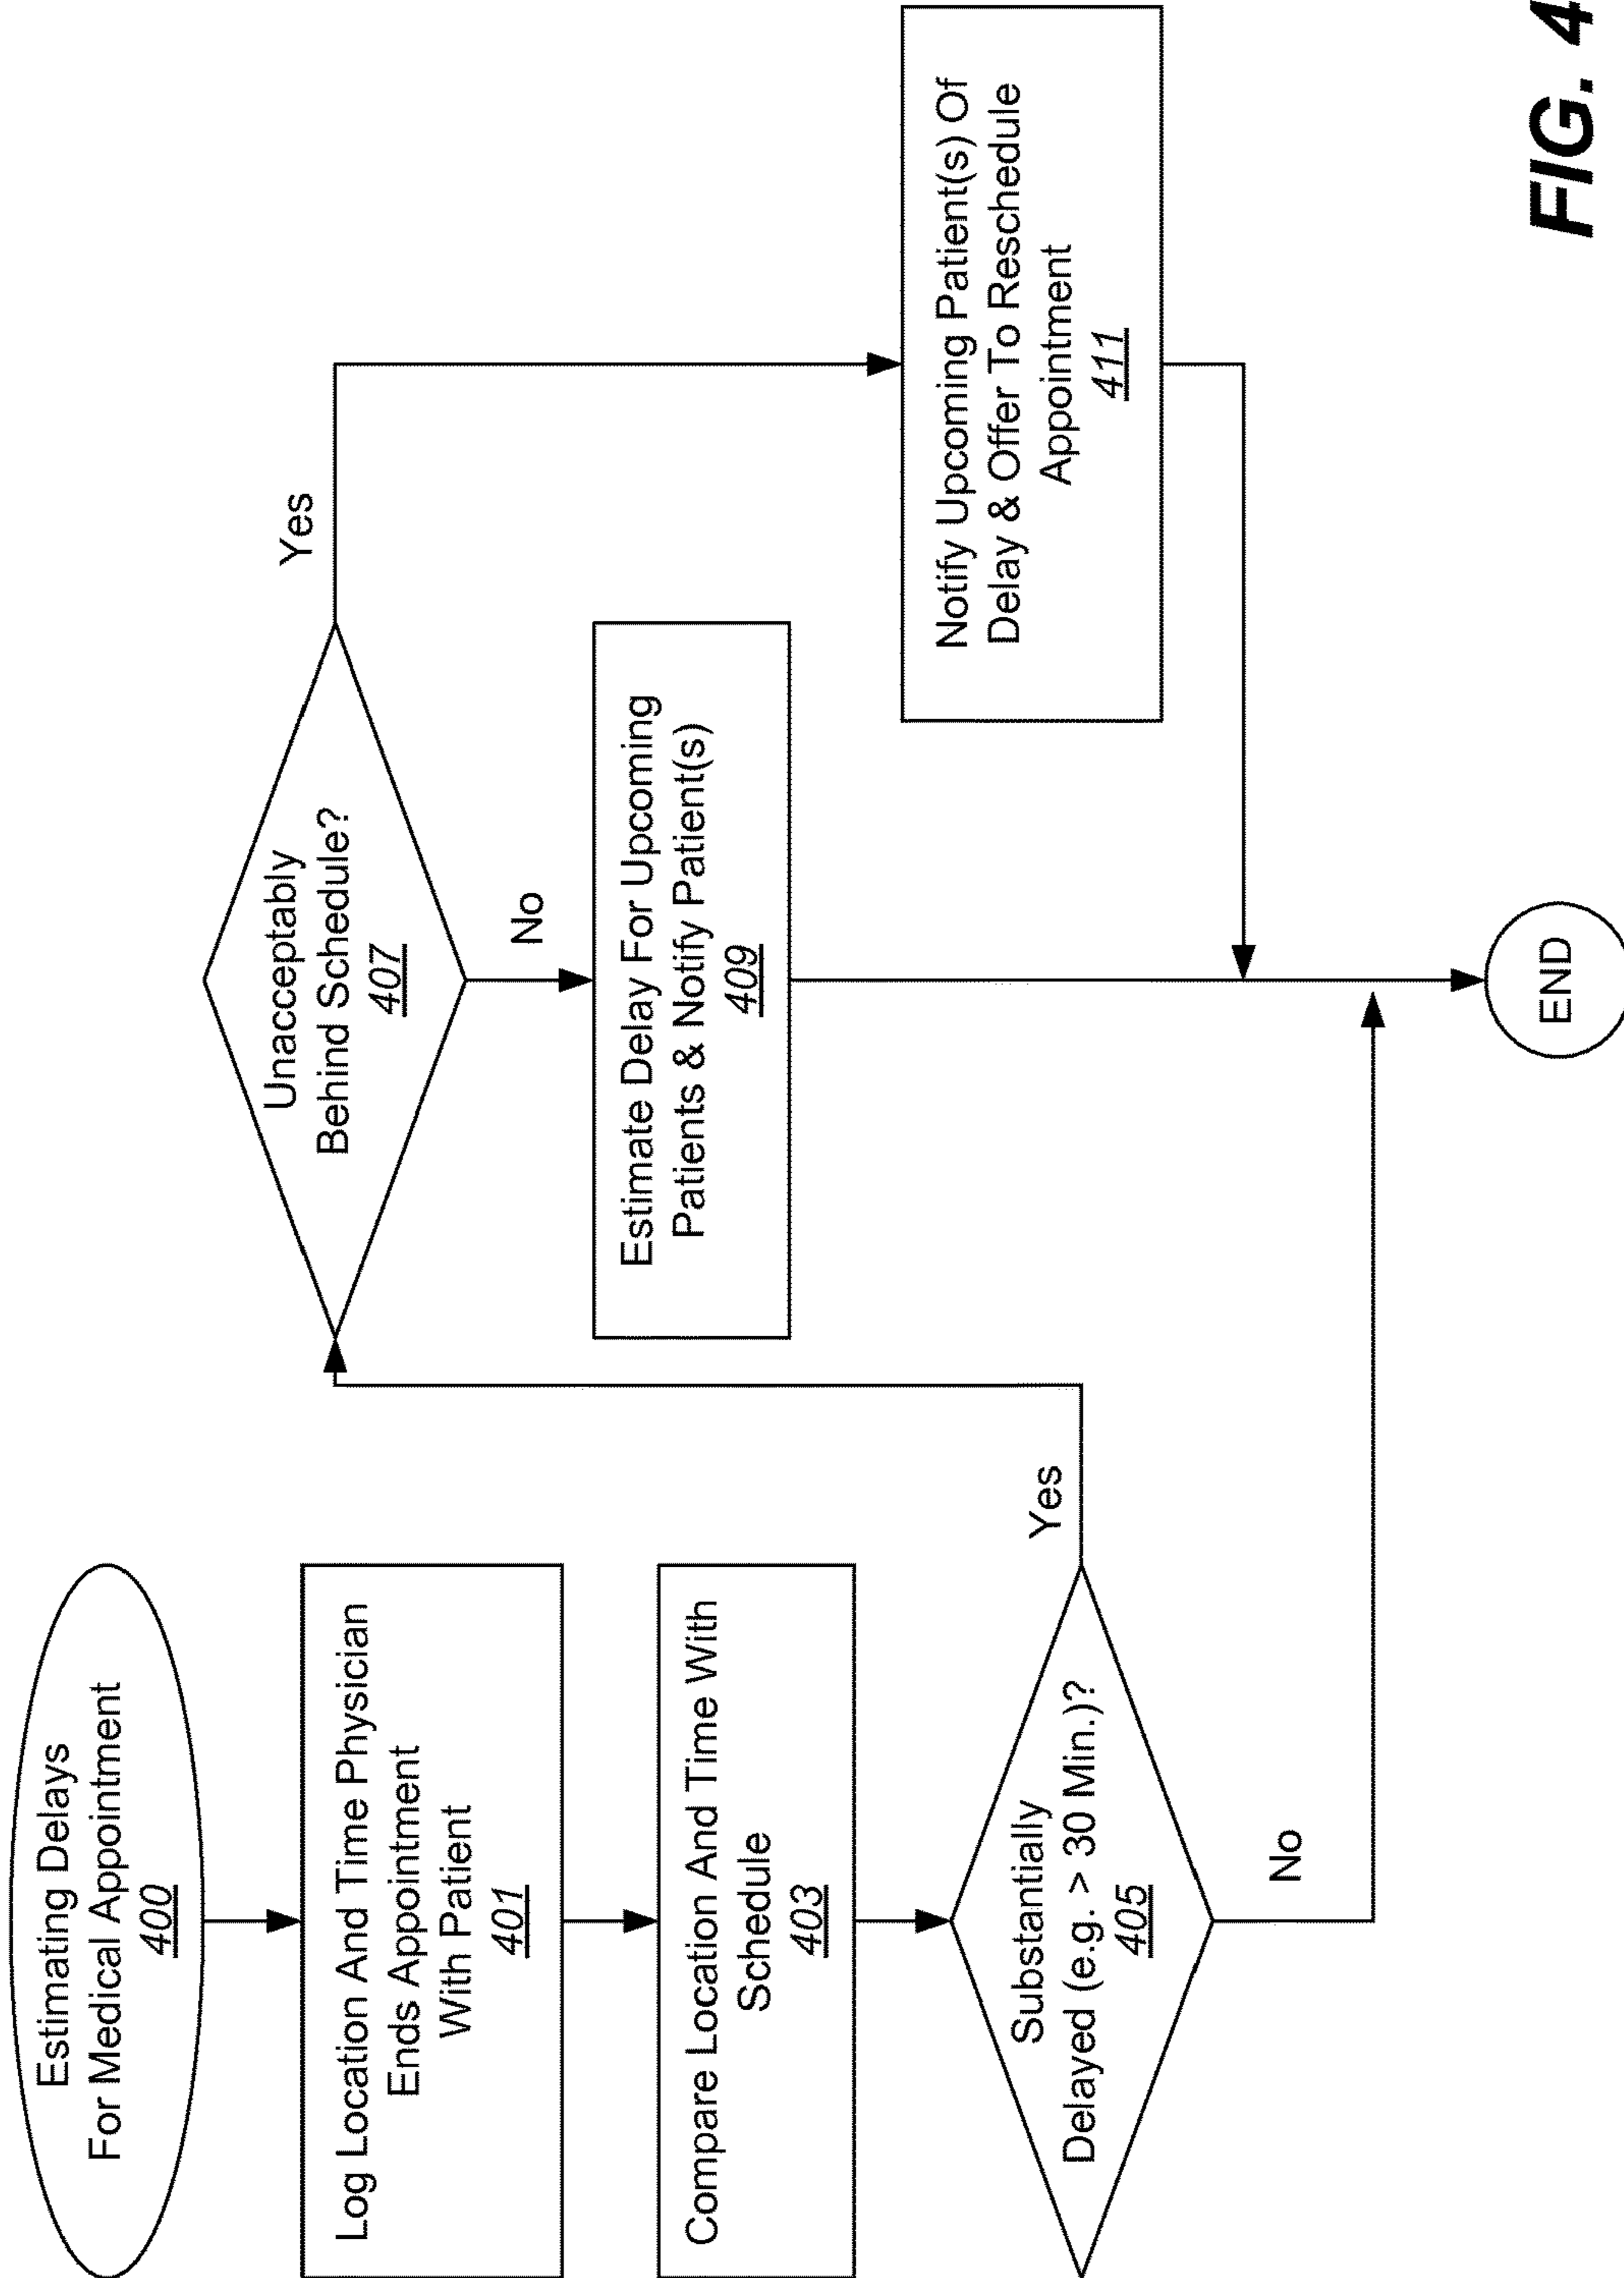 Estimating Delays
For Medical Appointment
400
Log Location And Time Physician
Ends Appointment
With Patient
401
Compare Location And Time With
Schedule
403
Substantially
Delayed (e.g. > 30 Min.)?
405
Yes
No
Unacceptably
Behind Schedule?
407
Yes
No
Estimate Delay For Upcoming
Patients & Notify Patient(s)
409
Notify Upcoming Patient(s) Of
Delay & Offer To Reschedule
Appointment
411
END
FIG. 4